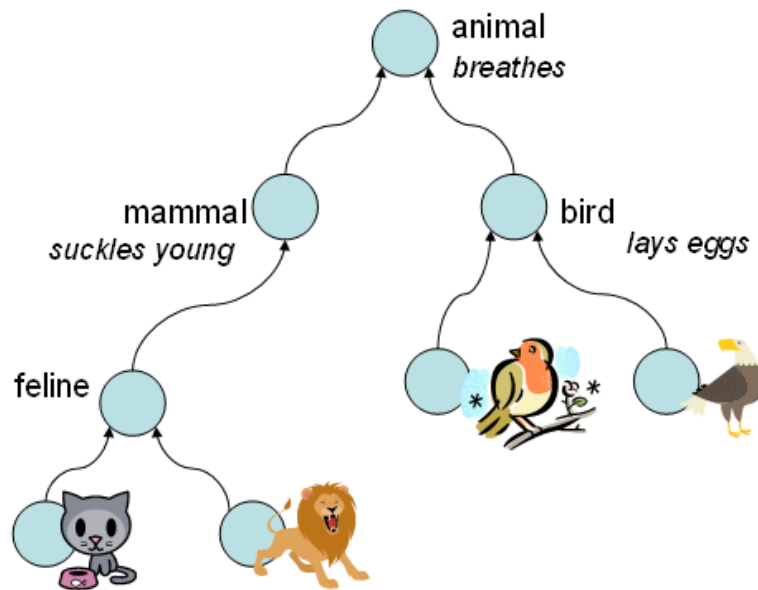 animal
breathes
mammal
suckles young
bird
lays eggs
feline
*
*